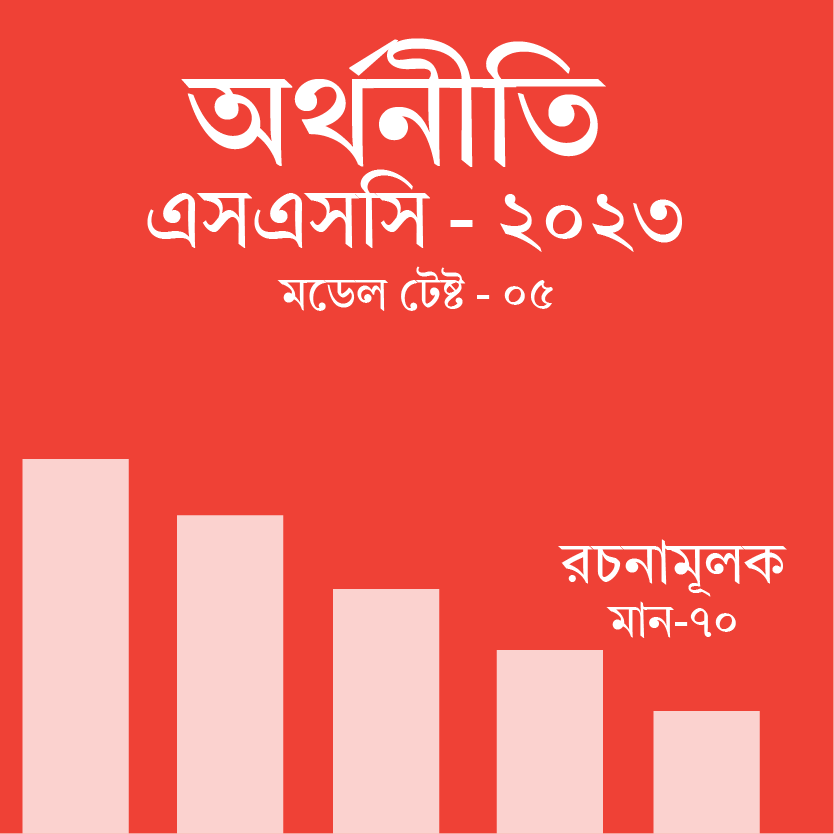 অর্থনীতি
এসএসসি - ২০২৩
মডেল টেষ্ট - ০৫
রচনামূলক
মান-৭০